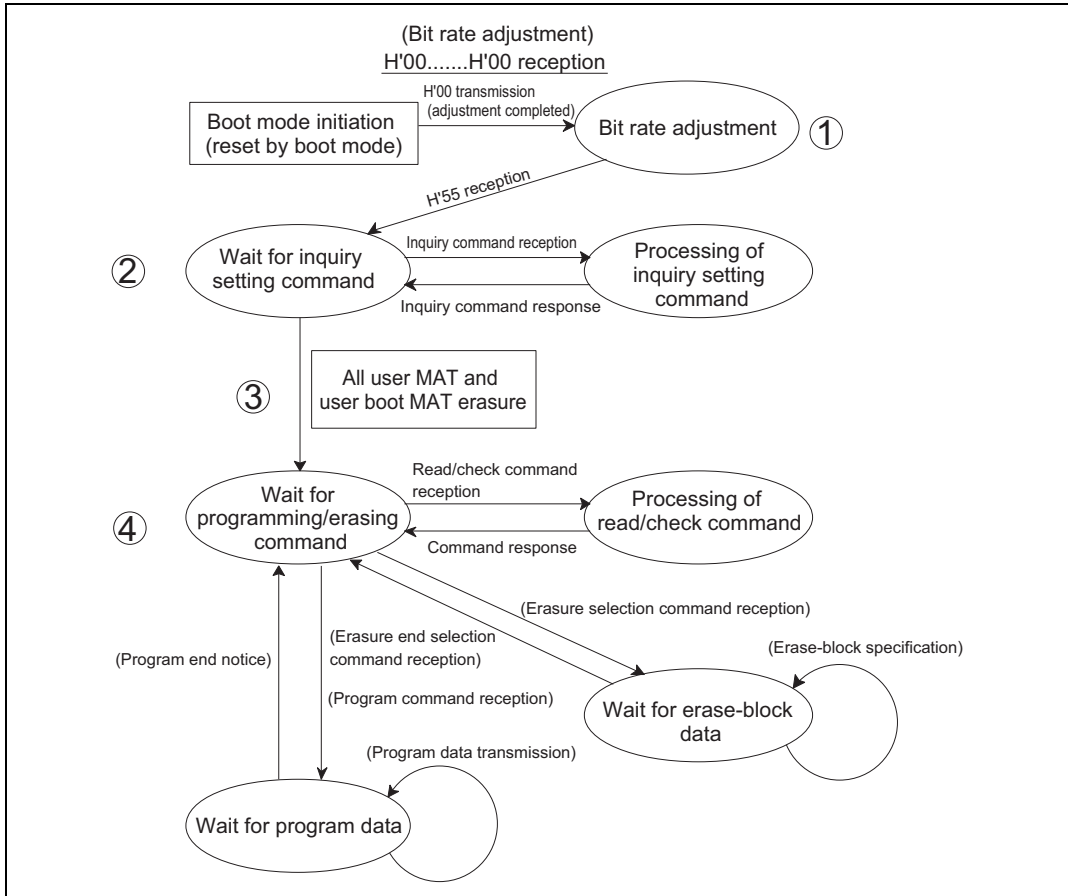 (Bit rate adjustment)
H'00.......H'00 reception
H'00 transmission
(adjustment completed)
Boot mode initiation
(reset by boot mode)
Bit rate adjustment
1
H'55 reception
2
Wait for inquiry
setting command
Inquiry command reception
Inquiry command response
Processing of
inquiry setting
command
3
All user MAT and
user boot MAT erasure
4
Wait for
programming/erasing
command
Read/check command
reception
Command response
Processing of
read/check command
(Erasure selection command reception)
(Program end notice)
(Erasure end selection
command reception)
(Program command reception)
(Erase-block specification)
Wait for erase-block
data
(Program data transmission)
Wait for program data